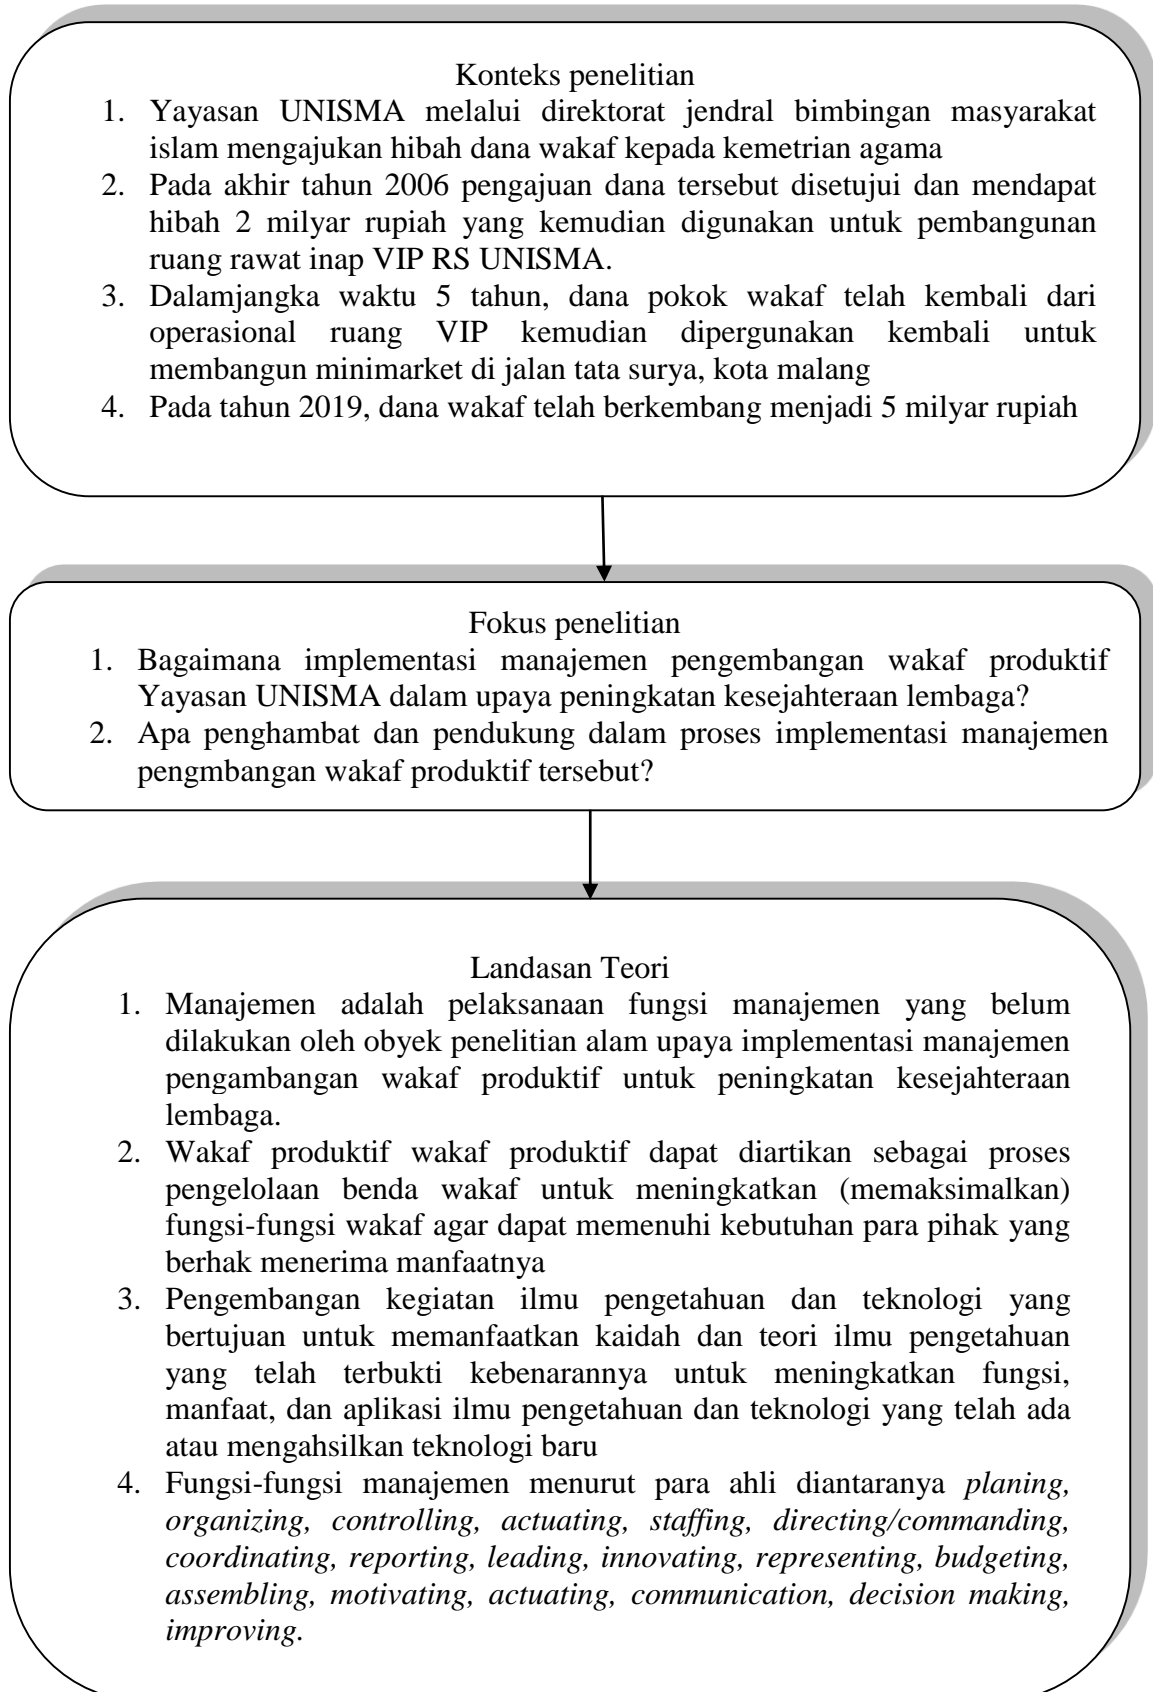 Konteks penelitian
1. Yayasan UNISMA melalui direktorat jendral bimbingan masyarakat
islam mengajukan hibah dana wakaf kepada kemetrian agama
2. Pada akhir tahun 2006 pengajuan dana tersebut disetujui dan mendapat
hibah 2 milyar rupiah yang kemudian digunakan untuk pembangunan
ruang rawat inap VIP RS UNISMA.
3. Dalamjangka waktu 5 tahun, dana pokok wakaf telah kembali dari
operasional ruang VIP kemudian dipergunakan kembali untuk
membangun minimarket di jalan tata surya, kota malang
4. Pada tahun 2019, dana wakaf telah berkembang menjadi 5 milyar rupiah
Fokus penelitian
1. Bagaimana implementasi manajemen pengembangan wakaf produktif
Yayasan UNISMA dalam upaya peningkatan kesejahteraan lembaga?
2. Apa penghambat dan pendukung dalam proses implementasi manajemen
pengmbangan wakaf produktif tersebut?
Landasan Teori
1. Manajemen adalah pelaksanaan fungsi manajemen yang belum
dilakukan oleh obyek penelitian alam upaya implementasi manajemen
pengambangan wakaf produktif untuk peningkatan kesejahteraan
lembaga.
2. Wakaf produktif wakaf produktif dapat diartikan sebagai proses
pengelolaan benda wakaf untuk meningkatkan (memaksimalkan)
fungsi-fungsi wakaf agar dapat memenuhi kebutuhan para pihak yang
berhak menerima manfaatnya
3. Pengembangan kegiatan ilmu pengetahuan dan teknologi yang
bertujuan untuk memanfaatkan kaidah dan teori ilmu pengetahuan
yang telah terbukti kebenarannya untuk meningkatkan fungsi,
manfaat, dan aplikasi ilmu pengetahuan dan teknologi yang telah ada
atau mengahsilkan teknologi baru
4. Fungsi-fungsi manajemen menurut para ahli diantaranya planing,
organizing, controlling, actuating, staffing, directing/commanding,
coordinating, reporting, leading, innovating, representing, budgeting,
assembling, motivating, actuating, communication, decision making,
improving.